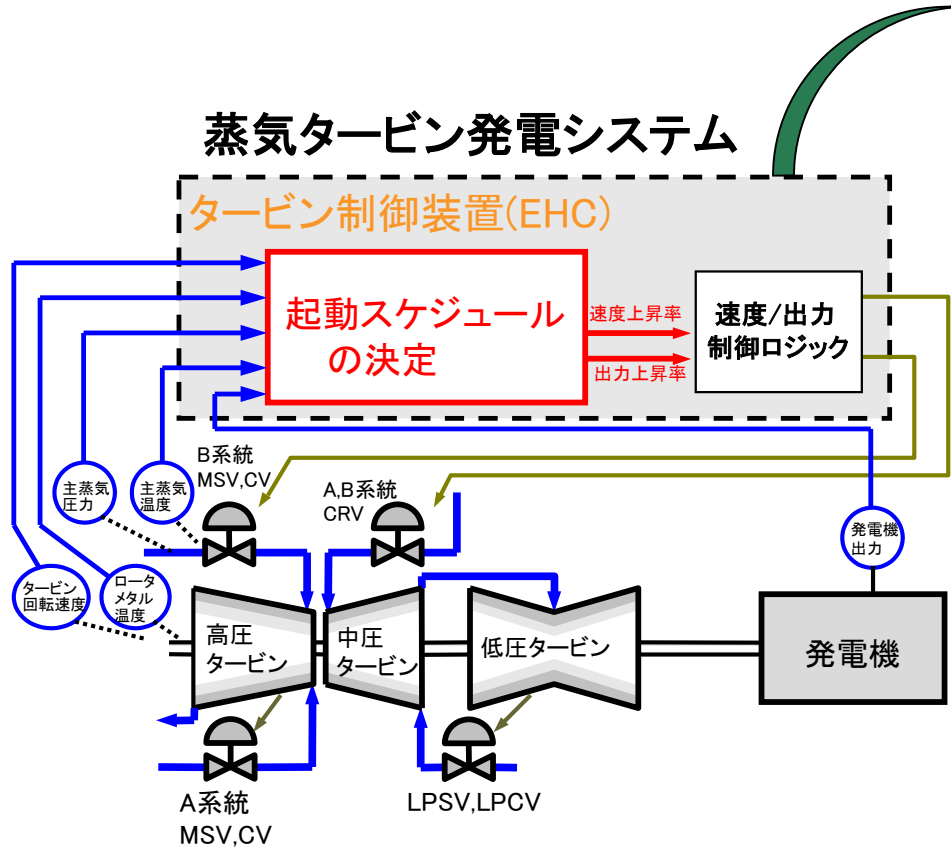 蒸気タービン発電システム
タービン制御装置(EHC)
起動スケジュール
の決定
速度上昇率
出力上昇率
速度/出力
制御ロジック
B系統
MSV,CV
A,B系統
CRV
主蒸気
圧力
主蒸気
温度
発電機
出力
タービン
回転速度
ロータ
メタル
温度
高圧
タービン
中圧
タービン
低圧タービン
発電機
A系統
MSV,CV
LPSV,LPCV